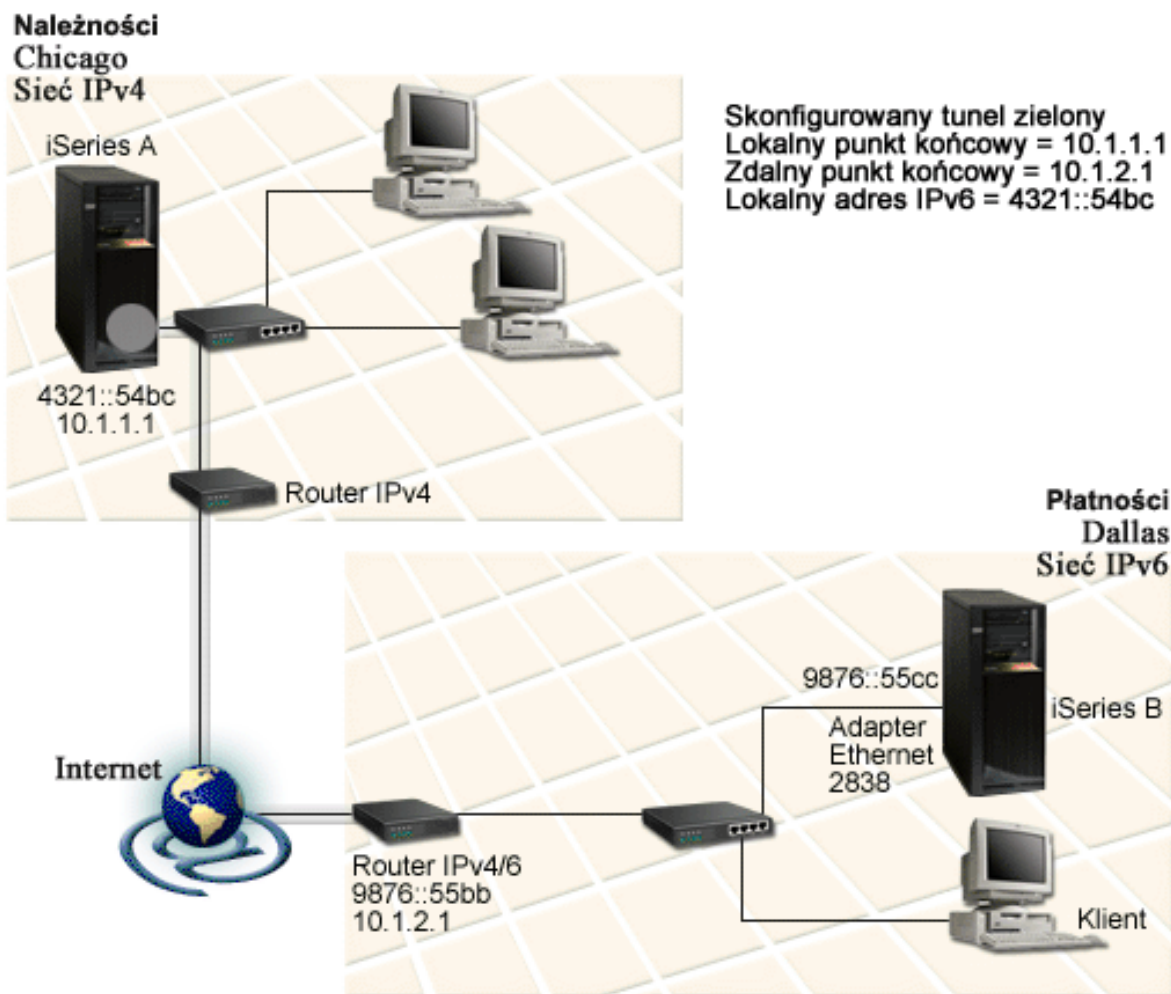 Należności
Chicago
Sieć IPv4
iSeries A
4321::54bc
10.1.1.1
Router IPv4
Skonfigurowany tunel zielony
Lokalny punkt końcowy = 10.1.1.1
Zdalny punkt końcowy = 10.1.2.1
Lokalny adres IPv6 = 4321::54bc
Płatności
Dallas
Sieć IPv6
9876::55cc
iSeries B
Adapter
Ethernet
2838
Internet
Router IPv4/6
9876::55bb
10.1.2.1
Klient